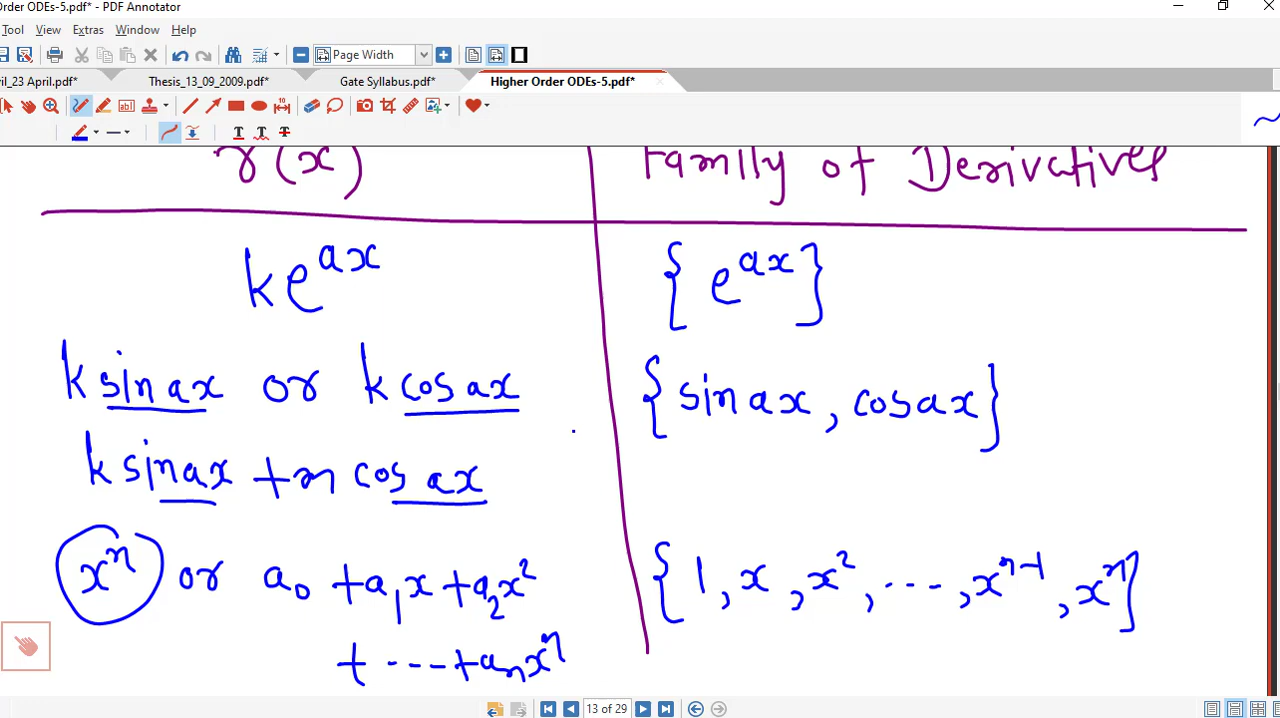 Order ODEs-5.pdf* - PDF Annotator
Tool View Extras Window Help
Page Width
il_23 April.pdf* Thesis_13_09_2009.pdf* Gate Syllabus.pdf* Higher Order ODEs-5.pdf*
r(x) Family of Derivatives
ke^{ax} {e^{ax}}
k sin ax or k cos ax {sin ax, cos ax}
k sin ax + m cos ax
x^n or a_0 + a_1x + a_2x^2 {1, x, x^2, ..., x^{n-1}, x^n}
+ ... + a_nx^n
13 of 29